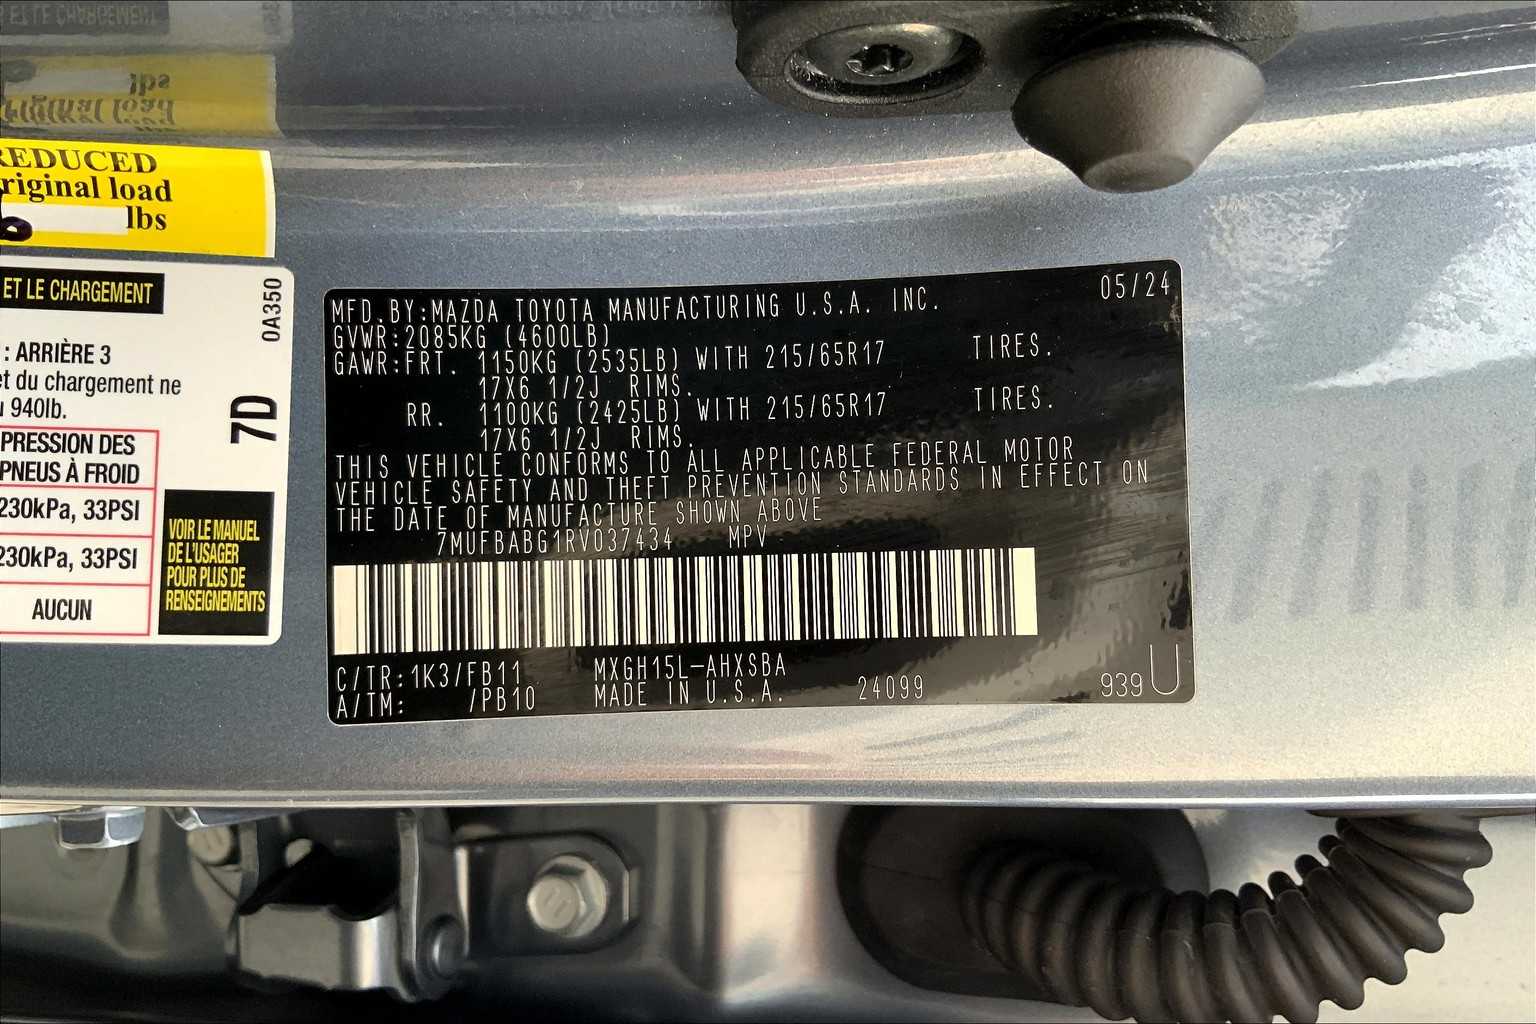 REDUCED
riginal load
lbs
ET LE CHARGEMENT
0A350
: ARRIÈRE 3
et du chargement ne
940lb.
7D
PRESSION DES
PNEUS À FROID
230kPa, 33PSI
230kPa, 33PSI
AUCUN
VOIR LE MANUEL
DE L'USAGER
POUR PLUS DE
RENSEIGNEMENTS
MFD.BY:MAZDA TOYOTA MANUFACTURING U.S.A. INC. 05/24
GVWR:2085KG (4600LB)
GAWR:FRT. 1150KG (2535LB) WITH 215/65R17 TIRES.
17X6 1/2J RIMS.
RR. 1100KG (2425LB) WITH 215/65R17 TIRES.
17X6 1/2J RIMS.
THIS VEHICLE CONFORMS TO ALL APPLICABLE FEDERAL MOTOR
VEHICLE SAFETY AND THEFT PREVENTION STANDARDS IN EFFECT ON
THE DATE OF MANUFACTURE SHOWN ABOVE
7MUFBABG1RV037434 MPV
C/TR:1K3/FB11 MXGH15L-AHXSBA
A/TM: /PB10 MADE IN U.S.A. 24099 939U